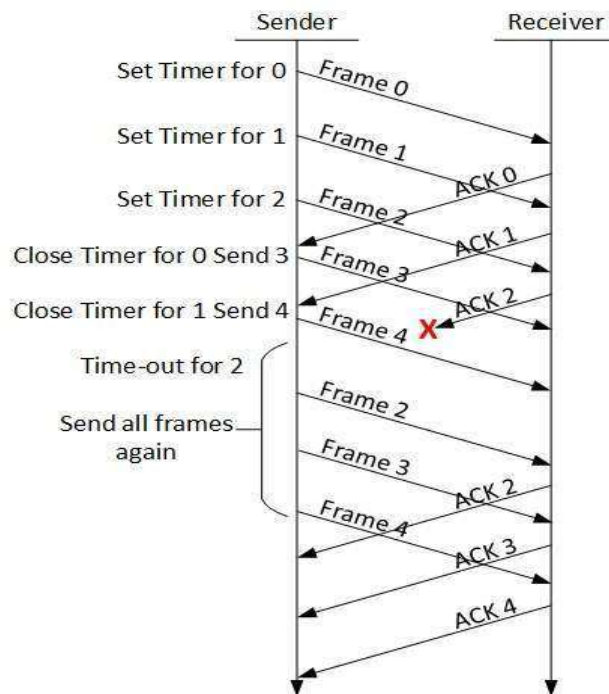 Sender
Receiver
Set Timer for 0
Frame 0
Set Timer for 1
Frame 1
ACK 0
Set Timer for 2
Frame 2
ACK 1
Close Timer for 0 Send 3
Frame 3
ACK 2
Close Timer for 1 Send 4
X
Frame 4
Time-out for 2
Frame 2
Send all frames
again
Frame 3
ACK 2
Frame 4
ACK 3
ACK 4